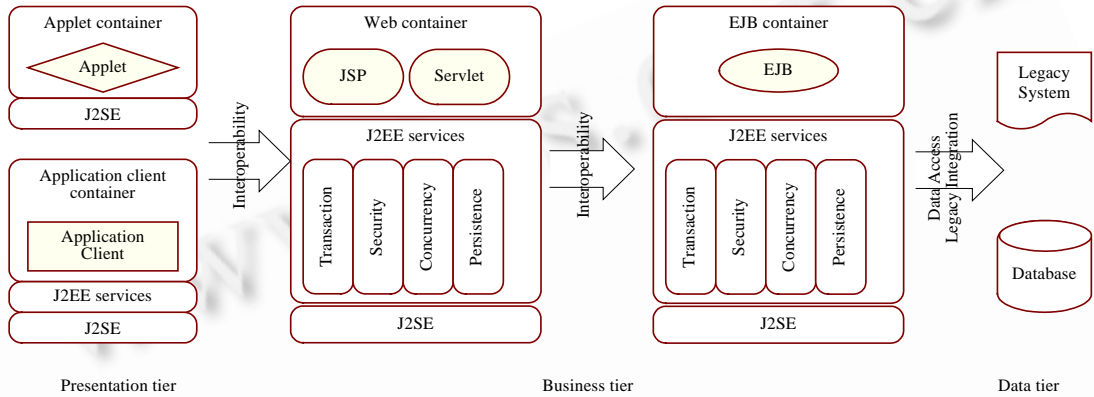 Applet container
Applet
J2SE
Application client
container
Application
Client
J2EE services
J2SE
Interoperability
Web container
JSP
Servlet
J2EE services
Transaction
Security
Concurrency
Persistence
J2SE
Interoperability
EJB container
EJB
J2EE services
Transaction
Security
Concurrency
Persistence
J2SE
Data Access
Legacy Integration
Legacy
System
Database
Presentation tier
Business tier
Data tier